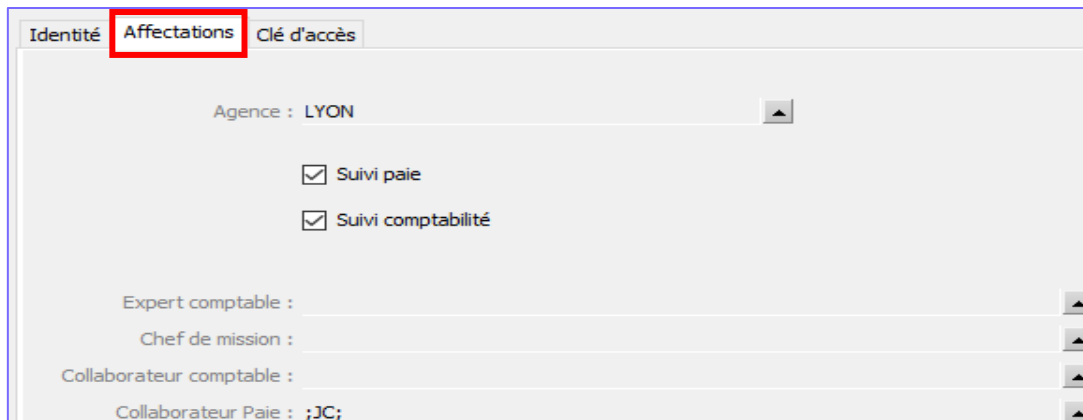 Identité Affectations Clé d'accès
Agence : LYON
Suivi paie
Suivi comptabilité
Expert comptable :
Chef de mission :
Collaborateur comptable :
Collaborateur Paie : ;JC;